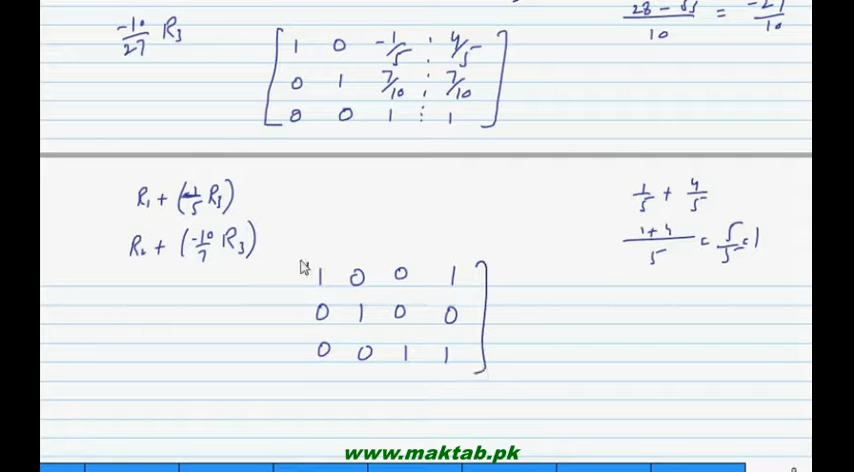 28 - 55 / 10 = -27/10
-10/27 R3
1 0 -1/5 : 4/5
0 1 7/10 : 7/10
0 0 1 : 1
R1 + (1/5 R3)
1/5 + 4/5
R2 + (-10/7 R3)
1+4/5 = 5/5 = 1
1 0 0 1
0 1 0 0
0 0 1 1
www.maktab.pk